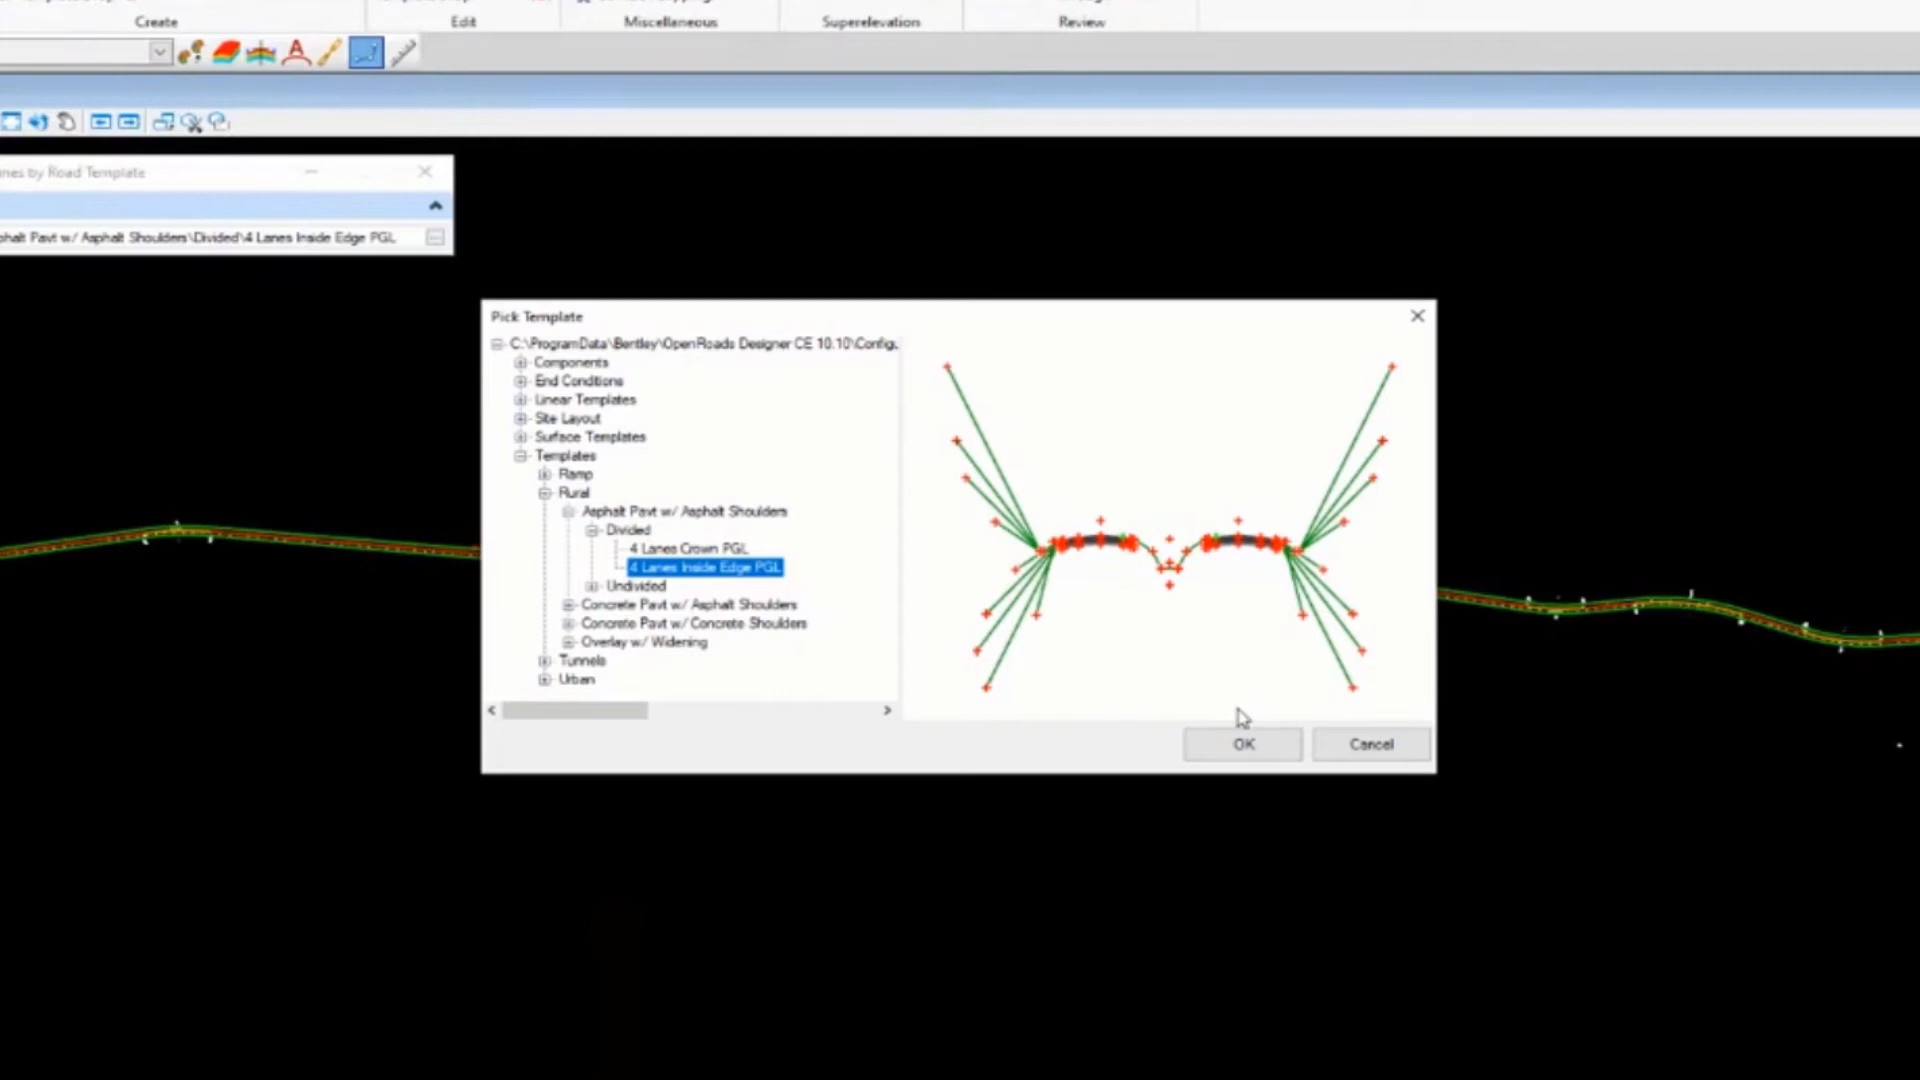 Create
Edit
Miscellaneous
Superelevation
Review
nes by Road Template
phalt Pavt w/ Asphalt Shoulders\Divided\4 Lanes Inside Edge PGL
Pick Template
C:\ProgramData\Bentley\OpenRoads Designer CE 10.10\Config.
Components
End Conditions
Linear Templates
Site Layout
Surface Templates
Templates
Ramp
Rural
Asphalt Pavt w/ Asphalt Shoulders
Divided
4 Lanes Crown PGL
4 Lanes Inside Edge PGL
Undivided
Concrete Pavt w/ Asphalt Shoulders
Concrete Pavt w/ Concrete Shoulders
Overlay w/ Widening
Tunnels
Urban
OK
Cancel